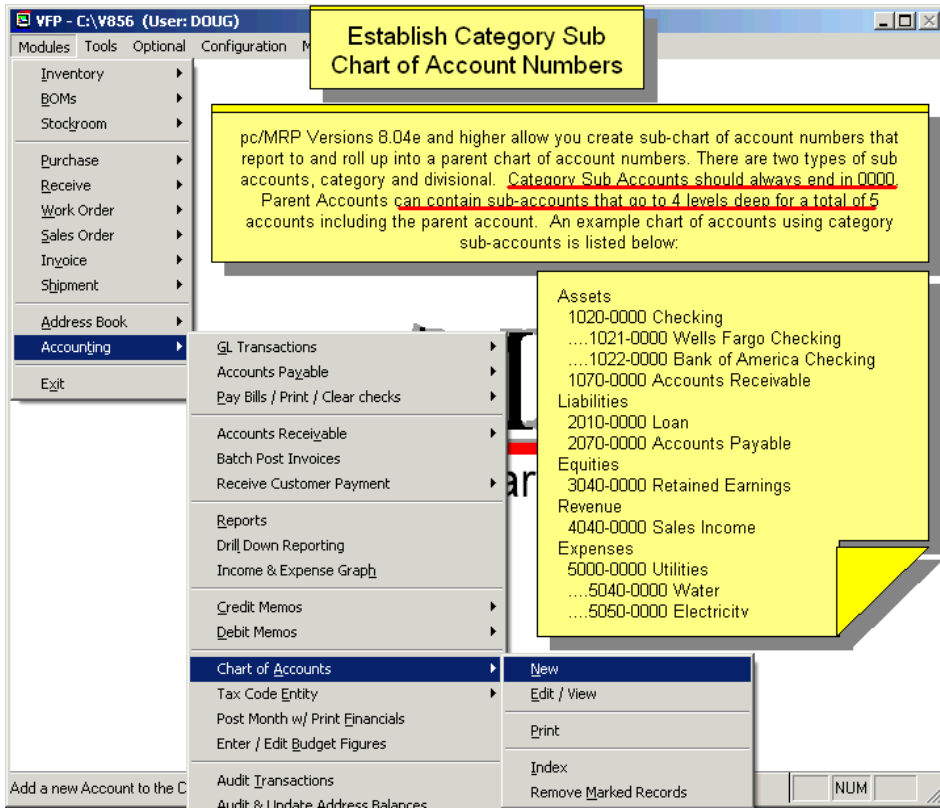 VFP - C:\V856 (User: DOUG)
Modules Tools Optional Configuration M
Establish Category Sub
Chart of Account Numbers
Inventory
BOMs
Stockroom
Purchase
Receive
Work Order
Sales Order
Invoice
Shipment
Address Book
Accounting
Exit
pc/MRP Versions 8.04e and higher allow you create sub-chart of account numbers that
report to and roll up into a parent chart of account numbers. There are two types of sub
accounts, category and divisional. Category Sub Accounts should always end in 0000.
Parent Accounts can contain sub-accounts that go to 4 levels deep for a total of 5
accounts including the parent account. An example chart of accounts using category
sub-accounts is listed below:
Assets
1020-0000 Checking
....1021-0000 Wells Fargo Checking
....1022-0000 Bank of America Checking
1070-0000 Accounts Receivable
Liabilities
2010-0000 Loan
2070-0000 Accounts Payable
Equities
3040-0000 Retained Earnings
Revenue
4040-0000 Sales Income
Expenses
5000-0000 Utilities
....5040-0000 Water
....5050-0000 Electricity
GL Transactions
Accounts Payable
Pay Bills / Print / Clear checks
Accounts Receivable
Batch Post Invoices
Receive Customer Payment
Reports
Drill Down Reporting
Income & Expense Graph
Credit Memos
Debit Memos
Chart of Accounts
Tax Code Entity
Post Month w/ Print Financials
Enter / Edit Budget Figures
Audit Transactions
Audit & Update Address Balances
New
Edit / View
Print
Index
Remove Marked Records
ar
Add a new Account to the C
NUM